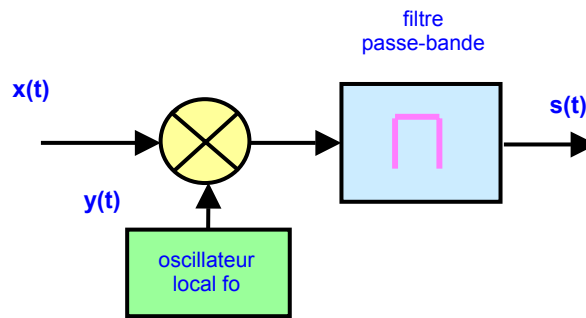 filtre
passe-bande
x(t)
s(t)
y(t)
oscillateur
local fo